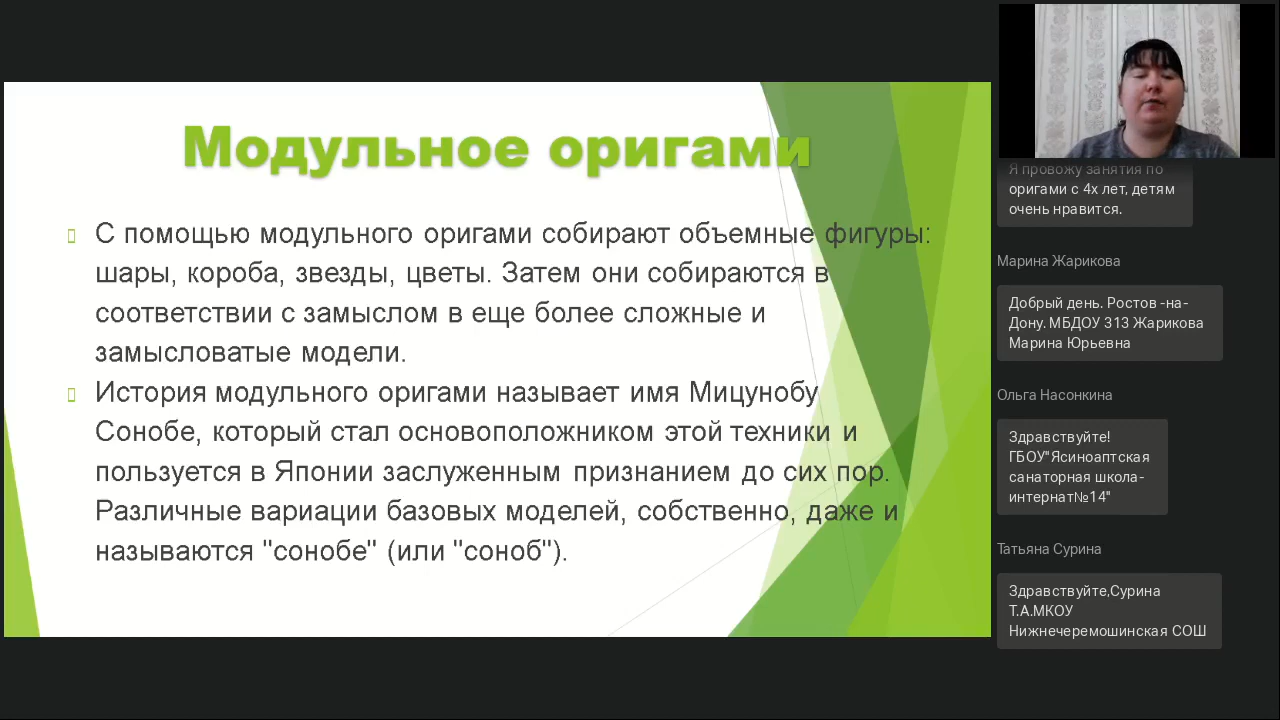 Модульное оригами
С помощью модульного оригами собирают объемные фигуры:
шары, короба, звезды, цветы. Затем они собираются в
соответствии с замыслом в еще более сложные и
замысловатые модели.
История модульного оригами называет имя Мицунобу
Сонобе, который стал основоположником этой техники и
пользуется в Японии заслуженным признанием до сих пор.
Различные вариации базовых моделей, собственно, даже и
называются "сонобе" (или "соноб").
Я провожу занятия по
оригами с 4х лет, детям
очень нравится.
Марина Жарикова
Добрый день. Ростов -на-
Дону. МБДОУ 313 Жарикова
Марина Юрьевна
Ольга Насонкина
Здравствуйте!
ГБОУ"Ясиноаптская
санаторная школа-
интернат№14"
Татьяна Сурина
Здравствуйте,Сурина
Т.А.МКОУ
Нижнечеремошинская СОШ